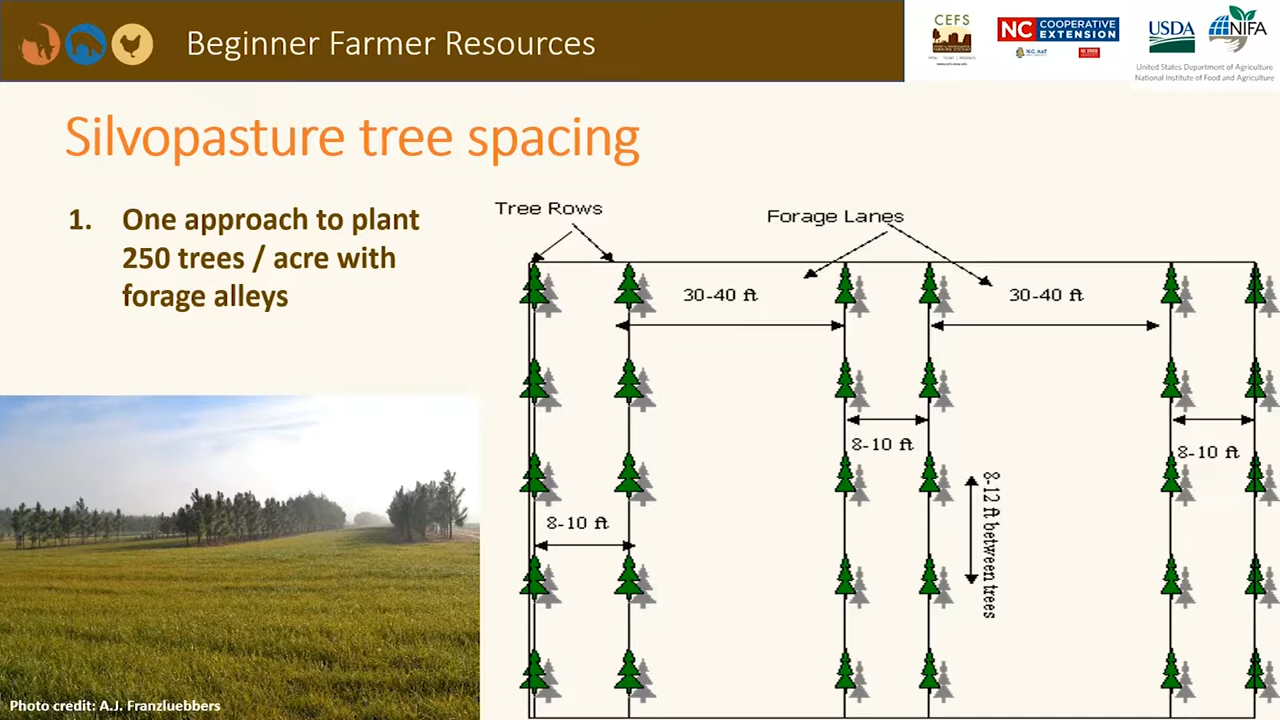 Beginner Farmer Resources
CEFS
NC COOPERATIVE EXTENSION
USDA
NIFA
United States Department of Agriculture
National Institute of Food and Agriculture
Silvopasture tree spacing
1. One approach to plant
250 trees / acre with
forage alleys
Tree Rows
Forage Lanes
30-40 ft
30-40 ft
8-10 ft
8-10 ft
8-10 ft
8-12 ft between trees
Photo credit: A.J. Franzluebbers